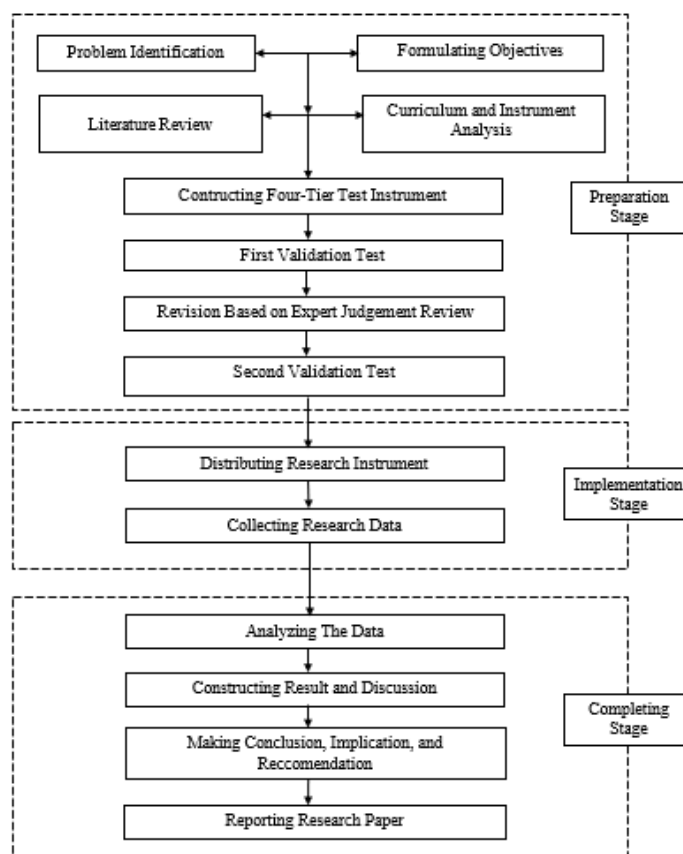 Problem Identification
Formulating Objectives
Literature Review
Curriculum and Instrument
Analysis
Contructing Four-Tier Test Instrument
Preparation
Stage
First Validation Test
Revision Based on Expert Judgement Review
Second Validation Test
Distributing Research Instrument
Implementation
Stage
Collecting Research Data
Analyzing The Data
Constructing Result and Discussion
Completing
Stage
Making Conclusion, Implication, and
Reccomendation
Reporting Research Paper